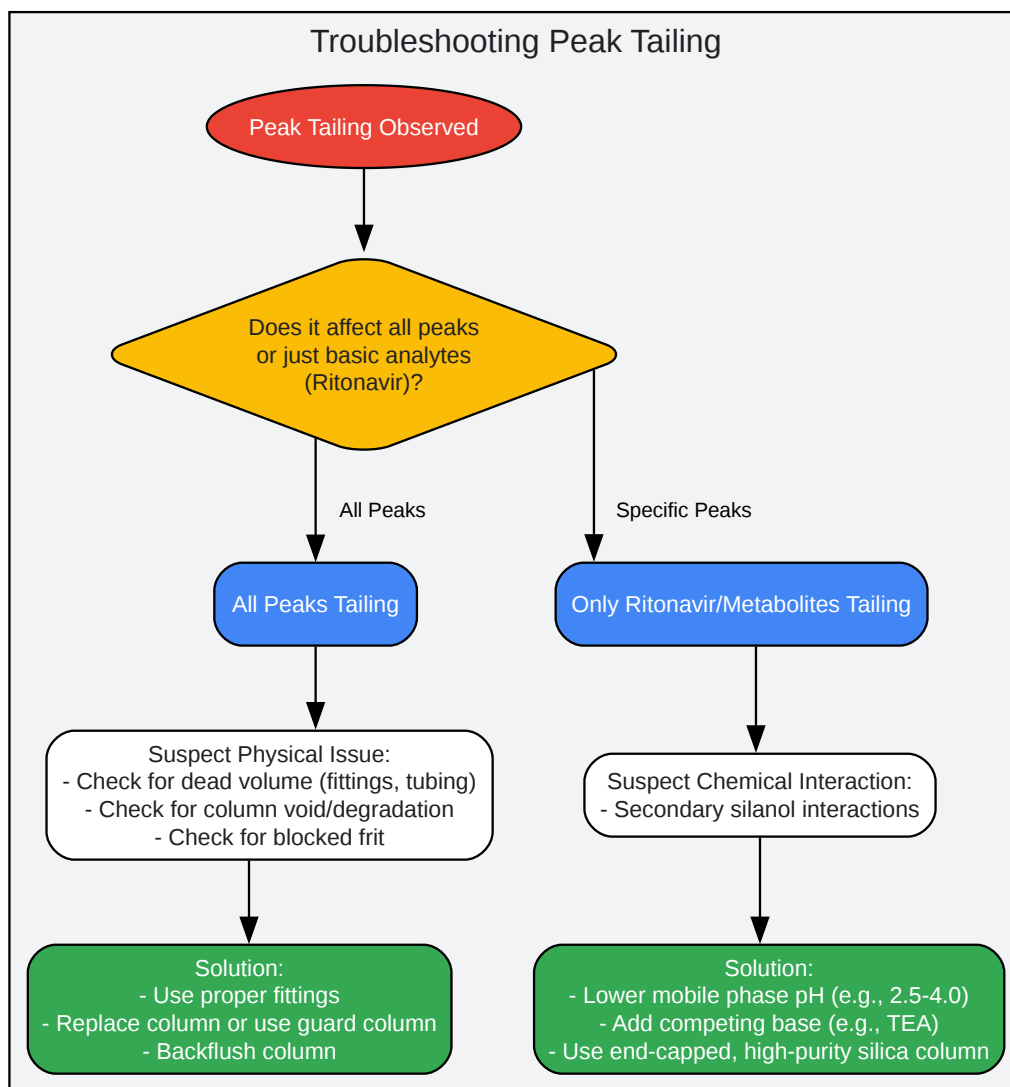 Troubleshooting Peak Tailing
Peak Tailing Observed
Does it affect all peaks
or just basic analytes
(Ritonavir)?
All Peaks
Specific Peaks
All Peaks Tailing
Only Ritonavir/Metabolites Tailing
Suspect Physical Issue:
- Check for dead volume (fittings, tubing)
- Check for column void/degradation
- Check for blocked frit
Suspect Chemical Interaction:
- Secondary silanol interactions
Solution:
- Use proper fittings
- Replace column or use guard column
- Backflush column
Solution:
- Lower mobile phase pH (e.g., 2.5-4.0)
- Add competing base (e.g., TEA)
- Use end-capped, high-purity silica column